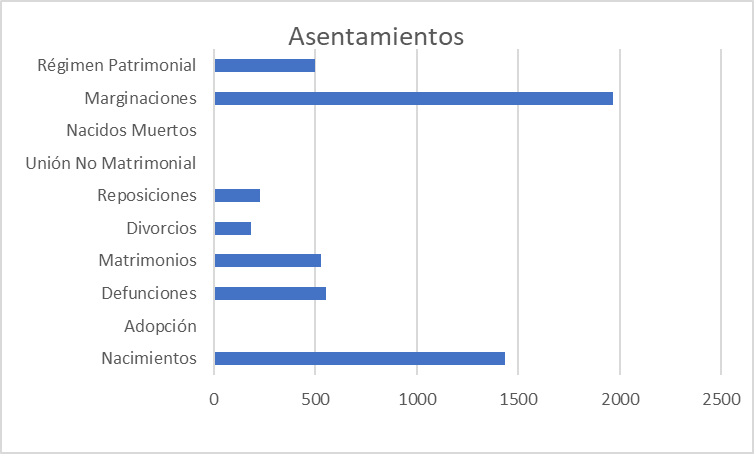 Asentamientos
Régimen Patrimonial
Marginaciones
Nacidos Muertos
Unión No Matrimonial
Reposiciones
Divorcios
Matrimonios
Defunciones
Adopción
Nacimientos
0 500 1000 1500 2000 2500